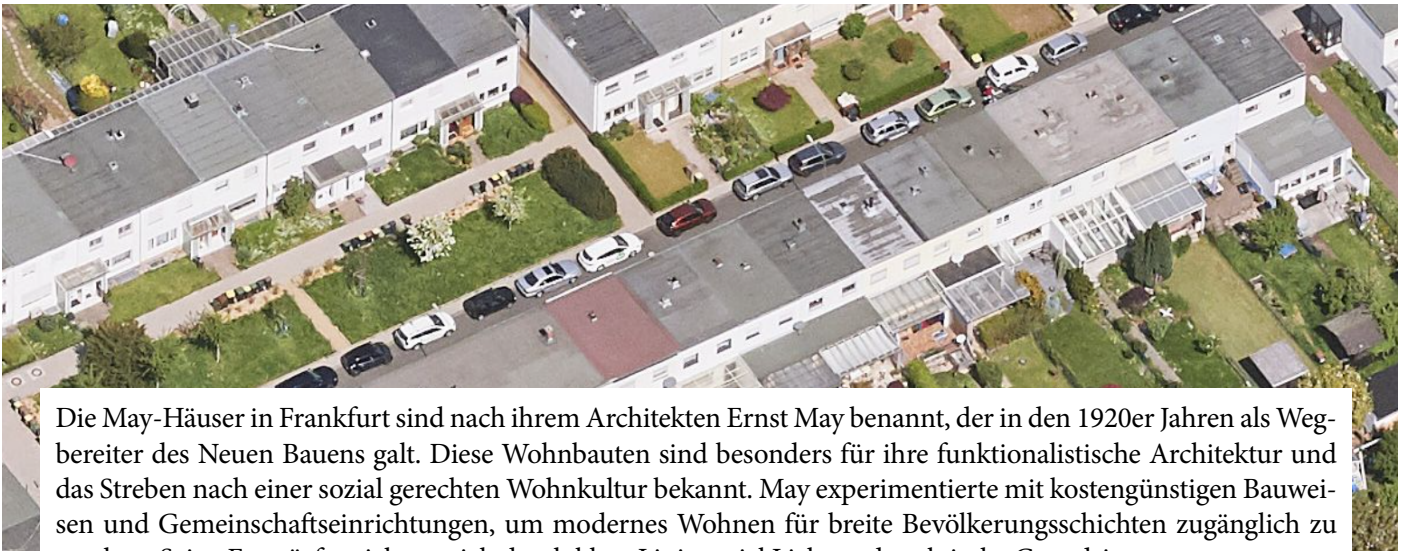 Die May-Häuser in Frankfurt sind nach ihrem Architekten Ernst May benannt, der in den 1920er Jahren als Weg-
bereiter des Neuen Bauens galt. Diese Wohnbauten sind besonders für ihre funktionalistische Architektur und
das Streben nach einer sozial gerechten Wohnkultur bekannt. May experimentierte mit kostengünstigen Bauwei-
sen und Gemeinschaftseinrichtungen, um modernes Wohnen für breite Bevölkerungsschichten zugänglich zu